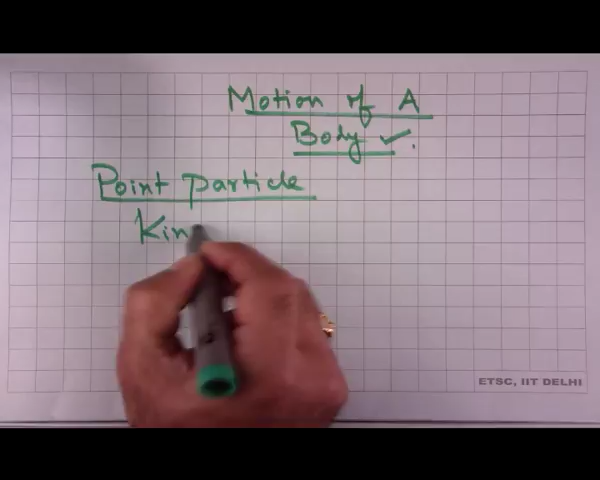 Motion of A
Body ✓.
Point particle
Kin
ETSC, IIT DELHI